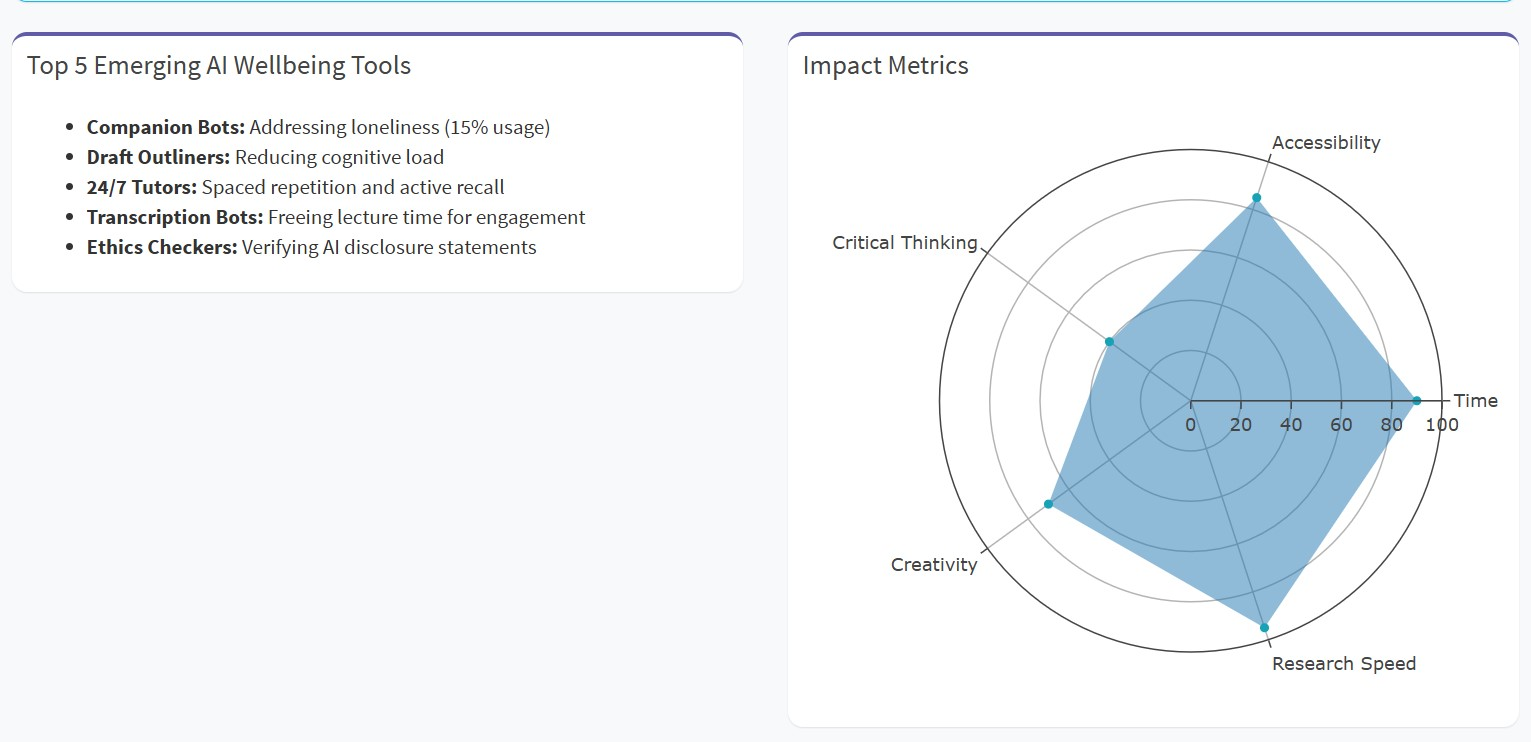 Top 5 Emerging AI Wellbeing Tools
Companion Bots: Addressing loneliness (15% usage)
Draft Outliners: Reducing cognitive load
24/7 Tutors: Spaced repetition and active recall
Transcription Bots: Freeing lecture time for engagement
Ethics Checkers: Verifying AI disclosure statements
Impact Metrics
Accessibility
Critical Thinking
Time
0 20 40 60 80 100
Creativity
Research Speed